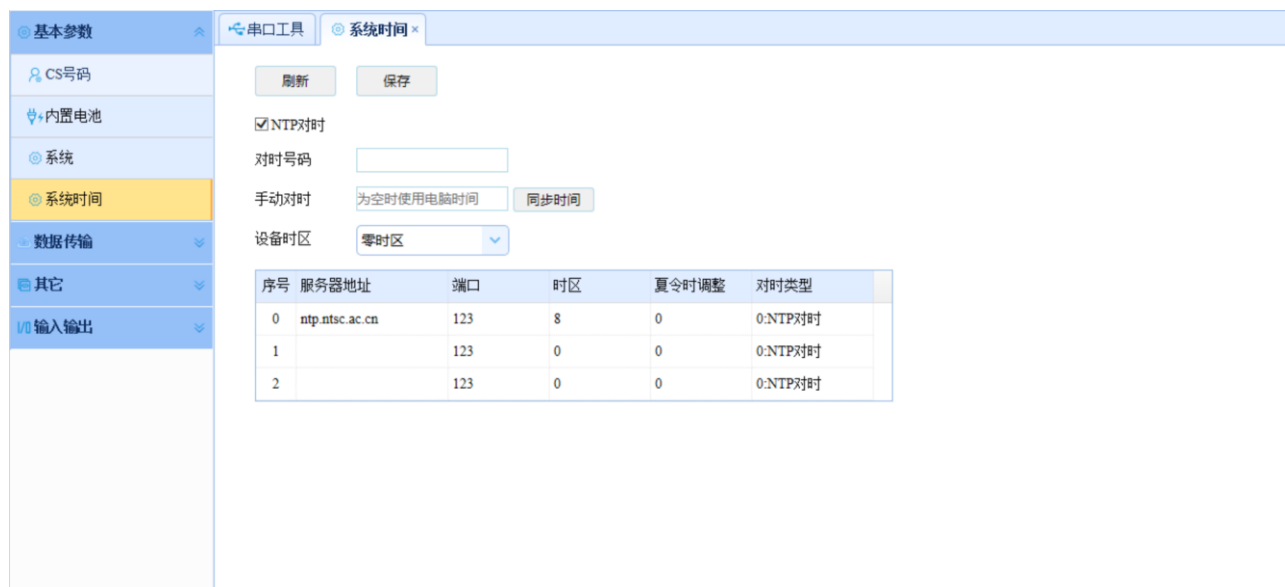 基本参数
CS号码
内置电池
系统
系统时间
数据传输
其它
I/O 输入输出
串口工具 系统时间 ×
刷新 保存
NTP对时
对时号码
手动对时 为空时使用电脑时间 同步时间
设备时区 零时区
序号 服务器地址 端口 时区 夏令时调整 对时类型
0 ntp.ntsc.ac.cn 123 8 0 0:NTP对时
1 123 0 0 0:NTP对时
2 123 0 0 0:NTP对时